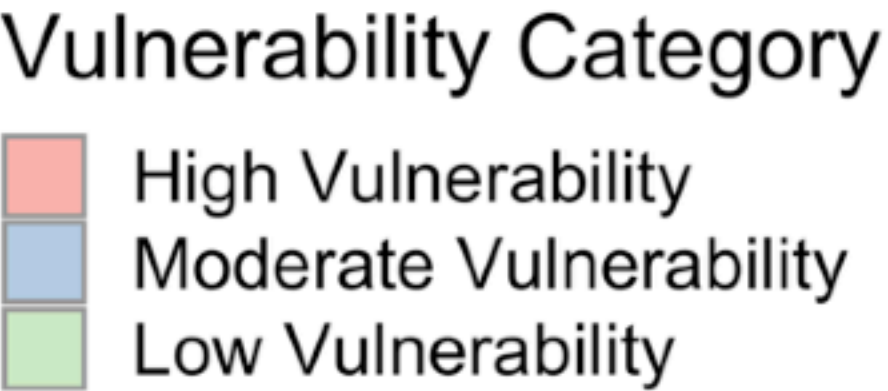 Vulnerability Category
High Vulnerability
Moderate Vulnerability
Low Vulnerability